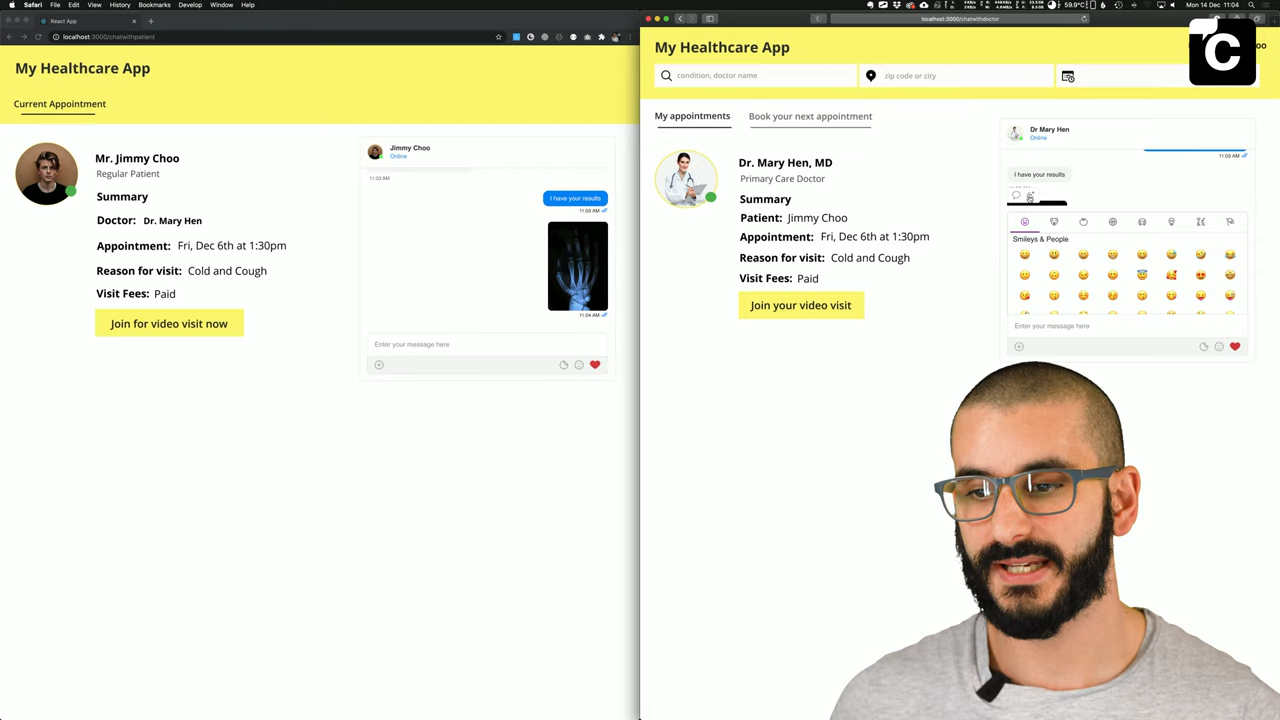 Safari File Edit View History Bookmarks Develop Window Help
59.9°C
Mon 14 Dec 11:04
React App
localhost:3000/chatwithpatient
My Healthcare App
Current Appointment
Mr. Jimmy Choo
Regular Patient
Summary
Doctor: Dr. Mary Hen
Appointment: Fri, Dec 6th at 1:30pm
Reason for visit: Cold and Cough
Visit Fees: Paid
Join for video visit now
Jimmy Choo
Online
11:03 AM
I have your results
11:03 AM
11:04 AM
Enter your message here
localhost:3000/chatwithdoctor
My Healthcare App
oo
C
condition, doctor name
zip code or city
My appointments
Book your next appointment
Dr. Mary Hen, MD
Primary Care Doctor
Summary
Patient: Jimmy Choo
Appointment: Fri, Dec 6th at 1:30pm
Reason for visit: Cold and Cough
Visit Fees: Paid
Join your video visit
Dr Mary Hen
Online
11:03 AM
I have your results
Smileys & People
Enter your message here